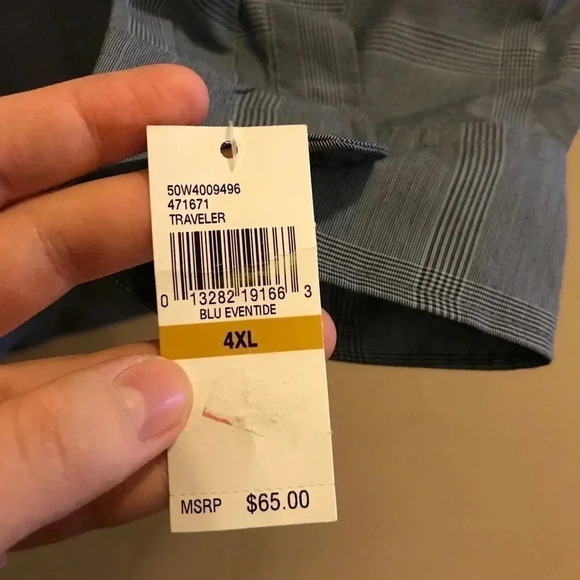 50W4009496
471671
TRAVELER
0 13282 19166 3
BLU EVENTIDE
4XL
MSRP $65.00